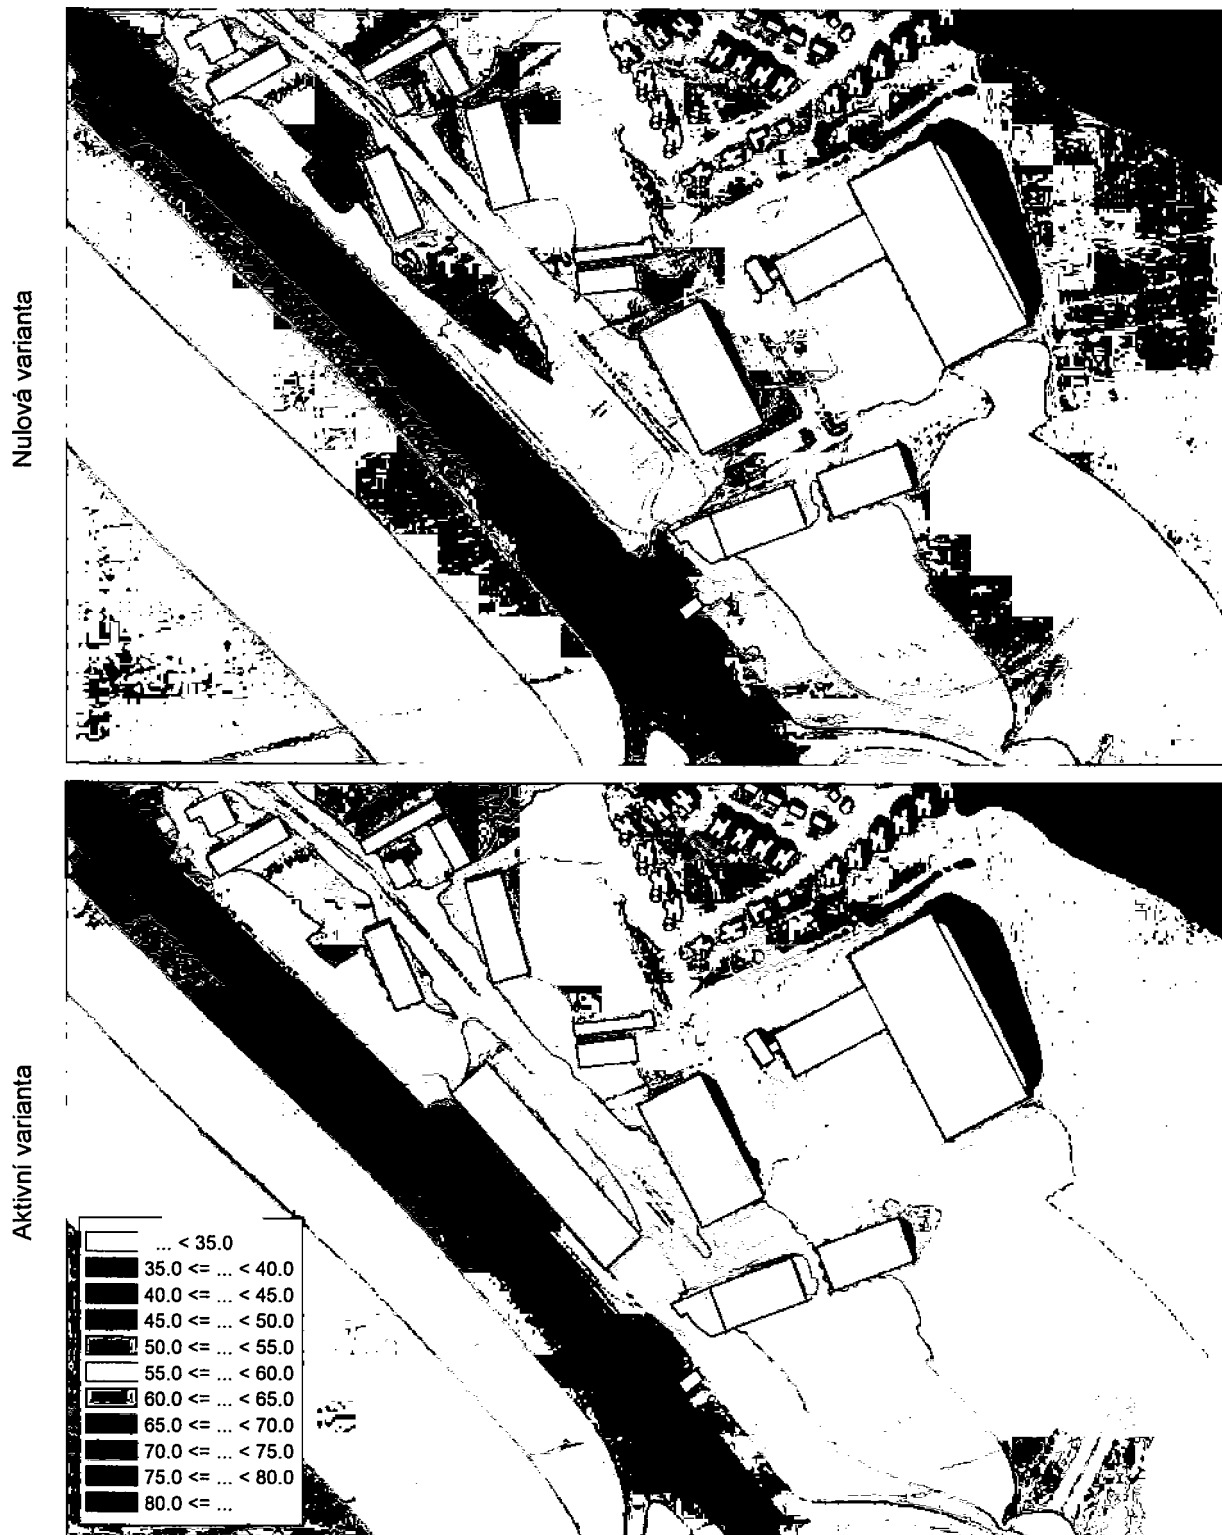 Nulová varianta
Aktivní varianta
... < 35.0
35.0 <= ... < 40.0
40.0 <= ... < 45.0
45.0 <= ... < 50.0
50.0 <= ... < 55.0
55.0 <= ... < 60.0
60.0 <= ... < 65.0
65.0 <= ... < 70.0
70.0 <= ... < 75.0
75.0 <= ... < 80.0
80.0 <= ...